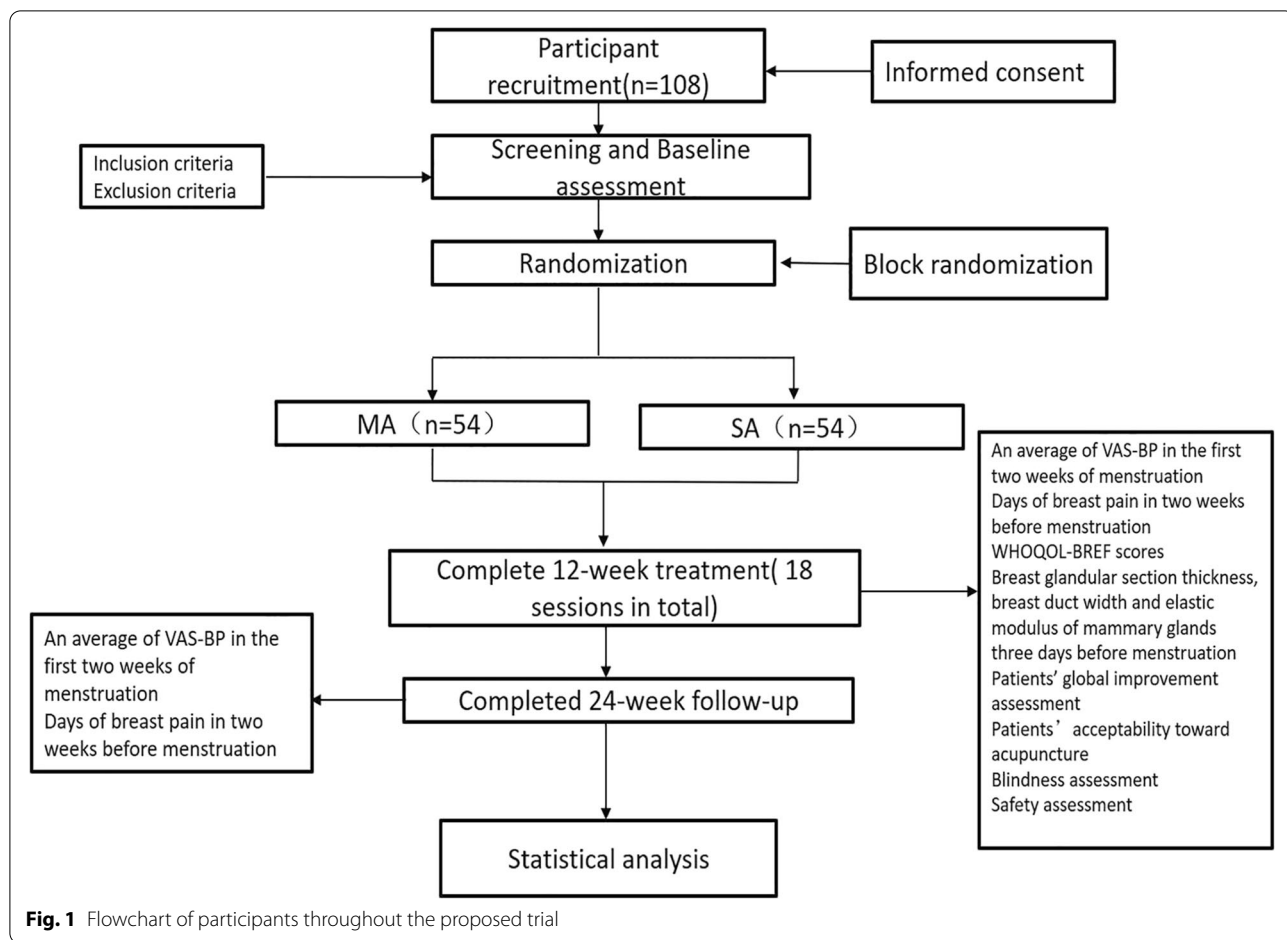 Participant
recruitment(n=108)
Informed consent
Inclusion criteria
Exclusion criteria
Screening and Baseline
assessment
Randomization
Block randomization
MA（n=54）
SA（n=54）
Complete 12-week treatment( 18
sessions in total)
An average of VAS-BP in the first
two weeks of menstruation
Days of breast pain in two weeks
before menstruation
WHOQOL-BREF scores
Breast glandular section thickness,
breast duct width and elastic
modulus of mammary glands
three days before menstruation
Patients' global improvement
assessment
Patients’ acceptability toward
acupuncture
Blindness assessment
Safety assessment
An average of VAS-BP in the
first two weeks of
menstruation
Days of breast pain in two
weeks before menstruation
Completed 24-week follow-up
Statistical analysis
Fig. 1 Flowchart of participants throughout the proposed trial